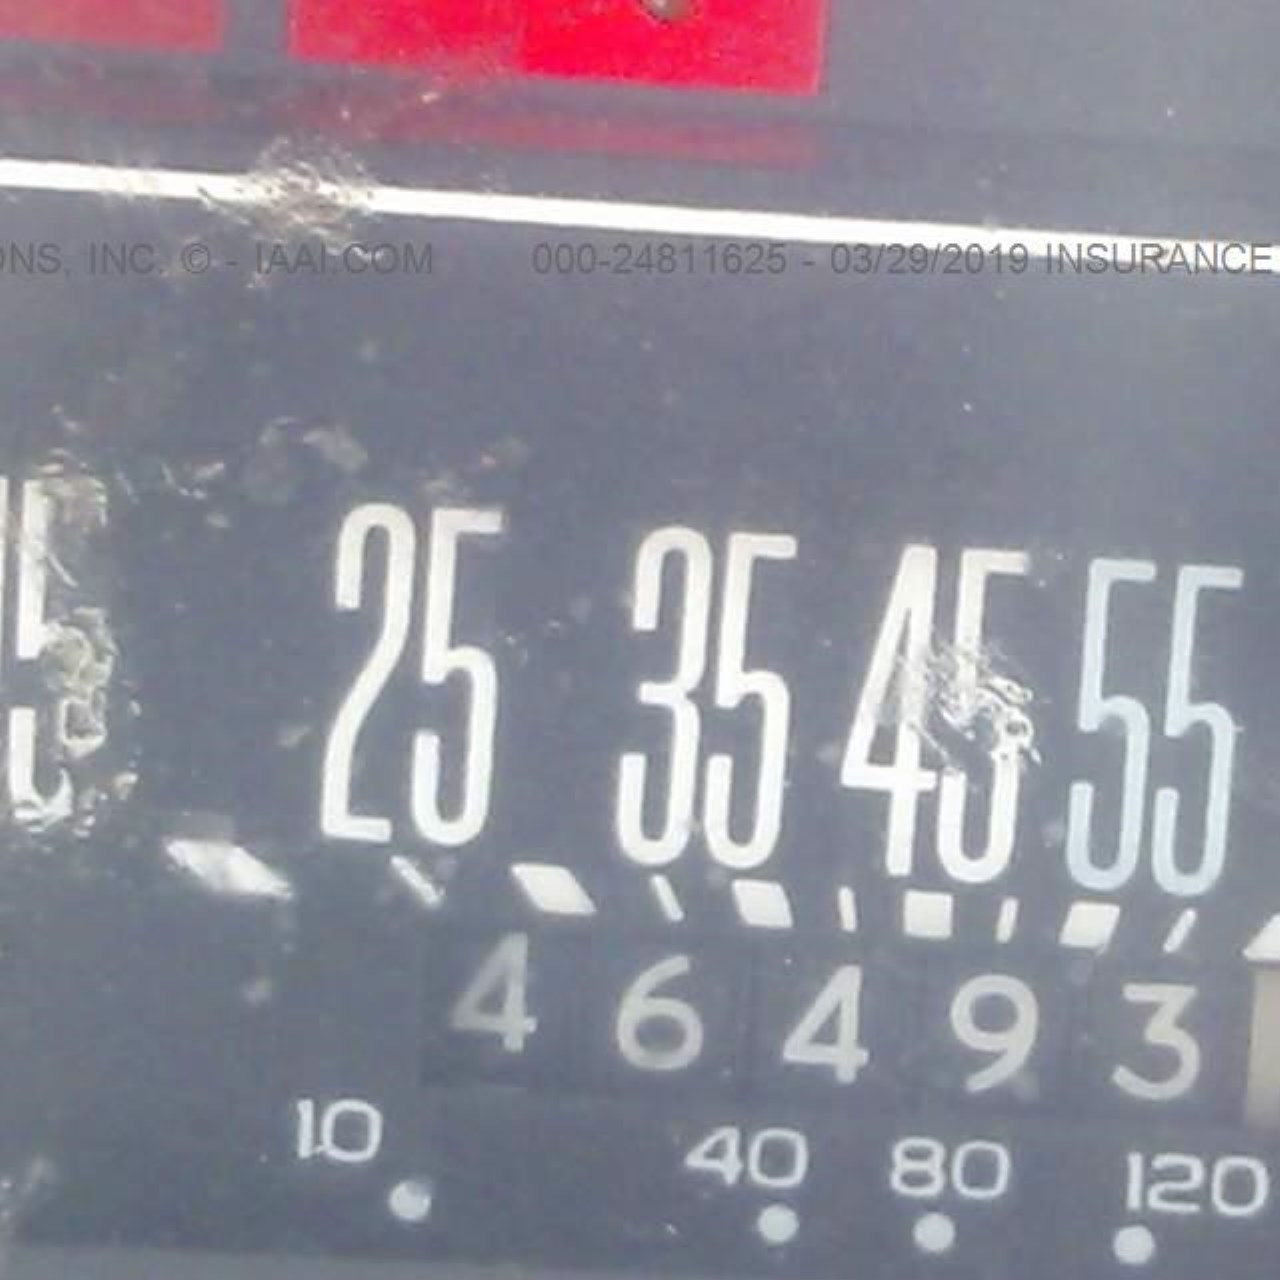 ONS, INC. © - IAAI.COM 000-24811625 - 03/29/2019 INSURANCE
25 35 45 55
4 6 4 9 3
10 40 80 120